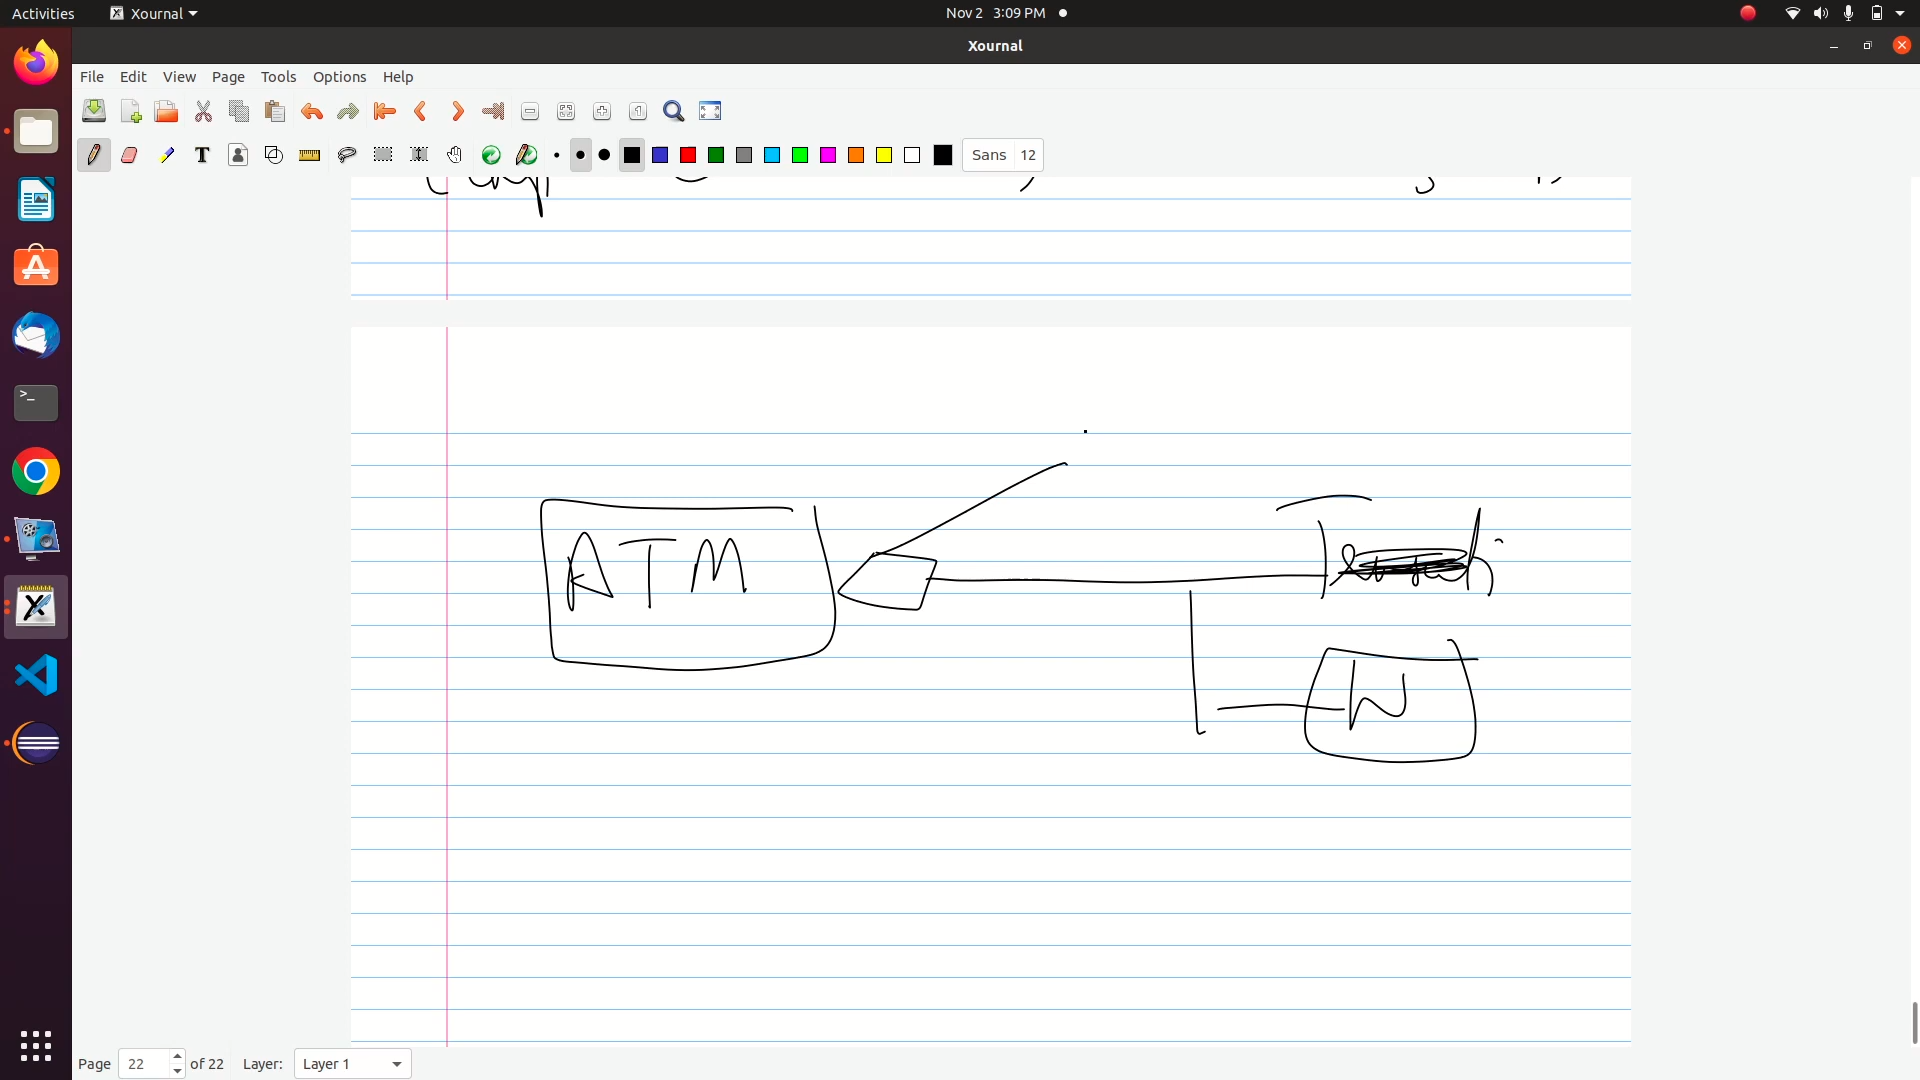 Activities
Xournal
Nov 2 3:09 PM
Xournal
File Edit View Page Tools Options Help
T
Sans 12
ATM
N
Page 22 of 22 Layer: Layer 1